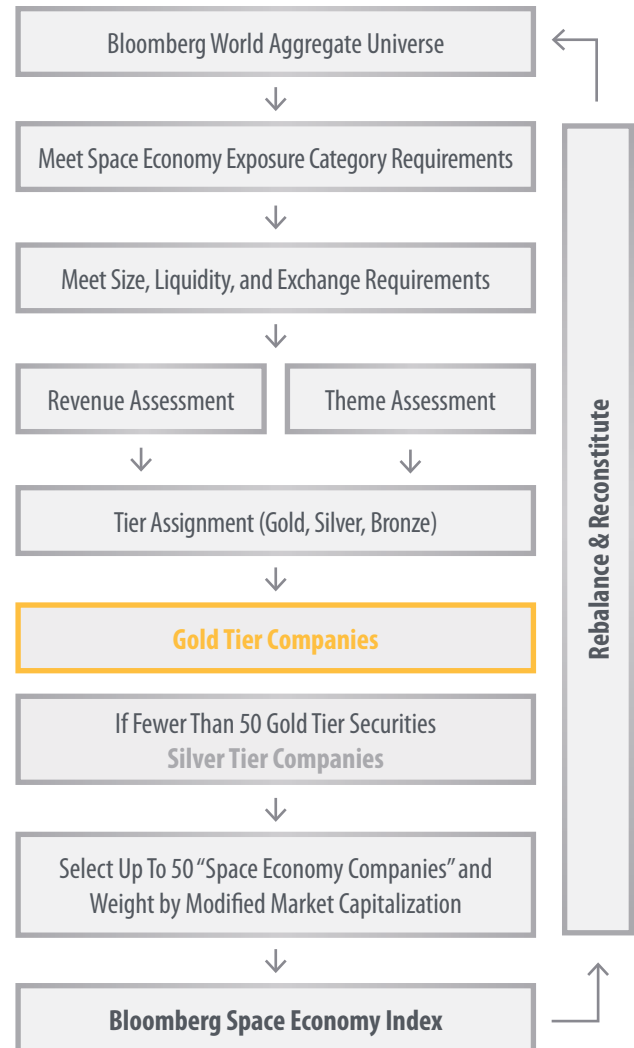 Bloomberg World Aggregate Universe
Meet Space Economy Exposure Category Requirements
Meet Size, Liquidity, and Exchange Requirements
Revenue Assessment
Theme Assessment
Tier Assignment (Gold, Silver, Bronze)
Gold Tier Companies
If Fewer Than 50 Gold Tier Securities
Silver Tier Companies
Select Up To 50 “Space Economy Companies” and
Weight by Modified Market Capitalization
Bloomberg Space Economy Index
Rebalance & Reconstitute